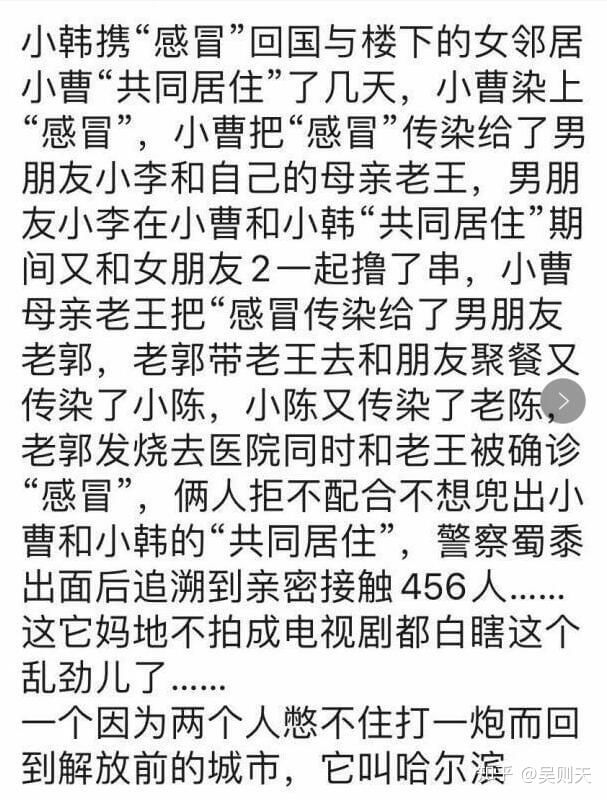 小韩携“感冒”回国与楼下的女邻居
小曹“共同居住”了几天，小曹染上
“感冒”，小曹把“感冒”传染给了男
朋友小李和自己的母亲老王，男朋
友小李在小曹和小韩“共同居住”期
间又和女朋友2一起撸了串，小曹
母亲老王把“感冒传染给了男朋友
老郭，老郭带老王去和朋友聚餐又
传染了小陈，小陈又传染了老陈，
老郭发烧去医院同时和老王被确诊
“感冒”，俩人拒不配合不想兜出小
曹和小韩的“共同居住”，警察蜀黍
出面后追溯到亲密接触456人……
这它妈地不拍成电视剧都白瞎这个
乱劲儿了……
一个因为两个人憋不住打一炮而回
到解放前的城市，它叫哈尔滨
知乎 @吴则天